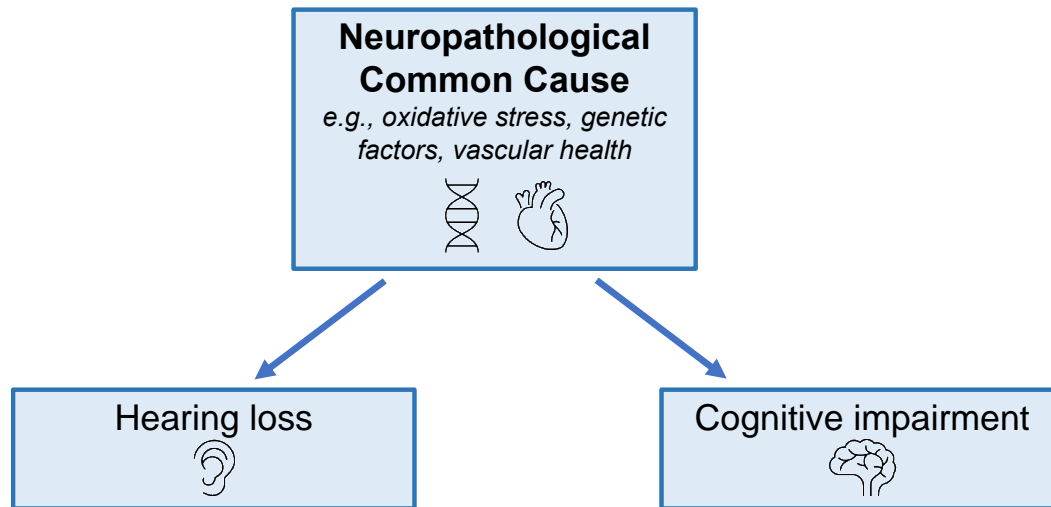 Neuropathological
Common Cause
e.g., oxidative stress, genetic
factors, vascular health
Hearing loss
Cognitive impairment